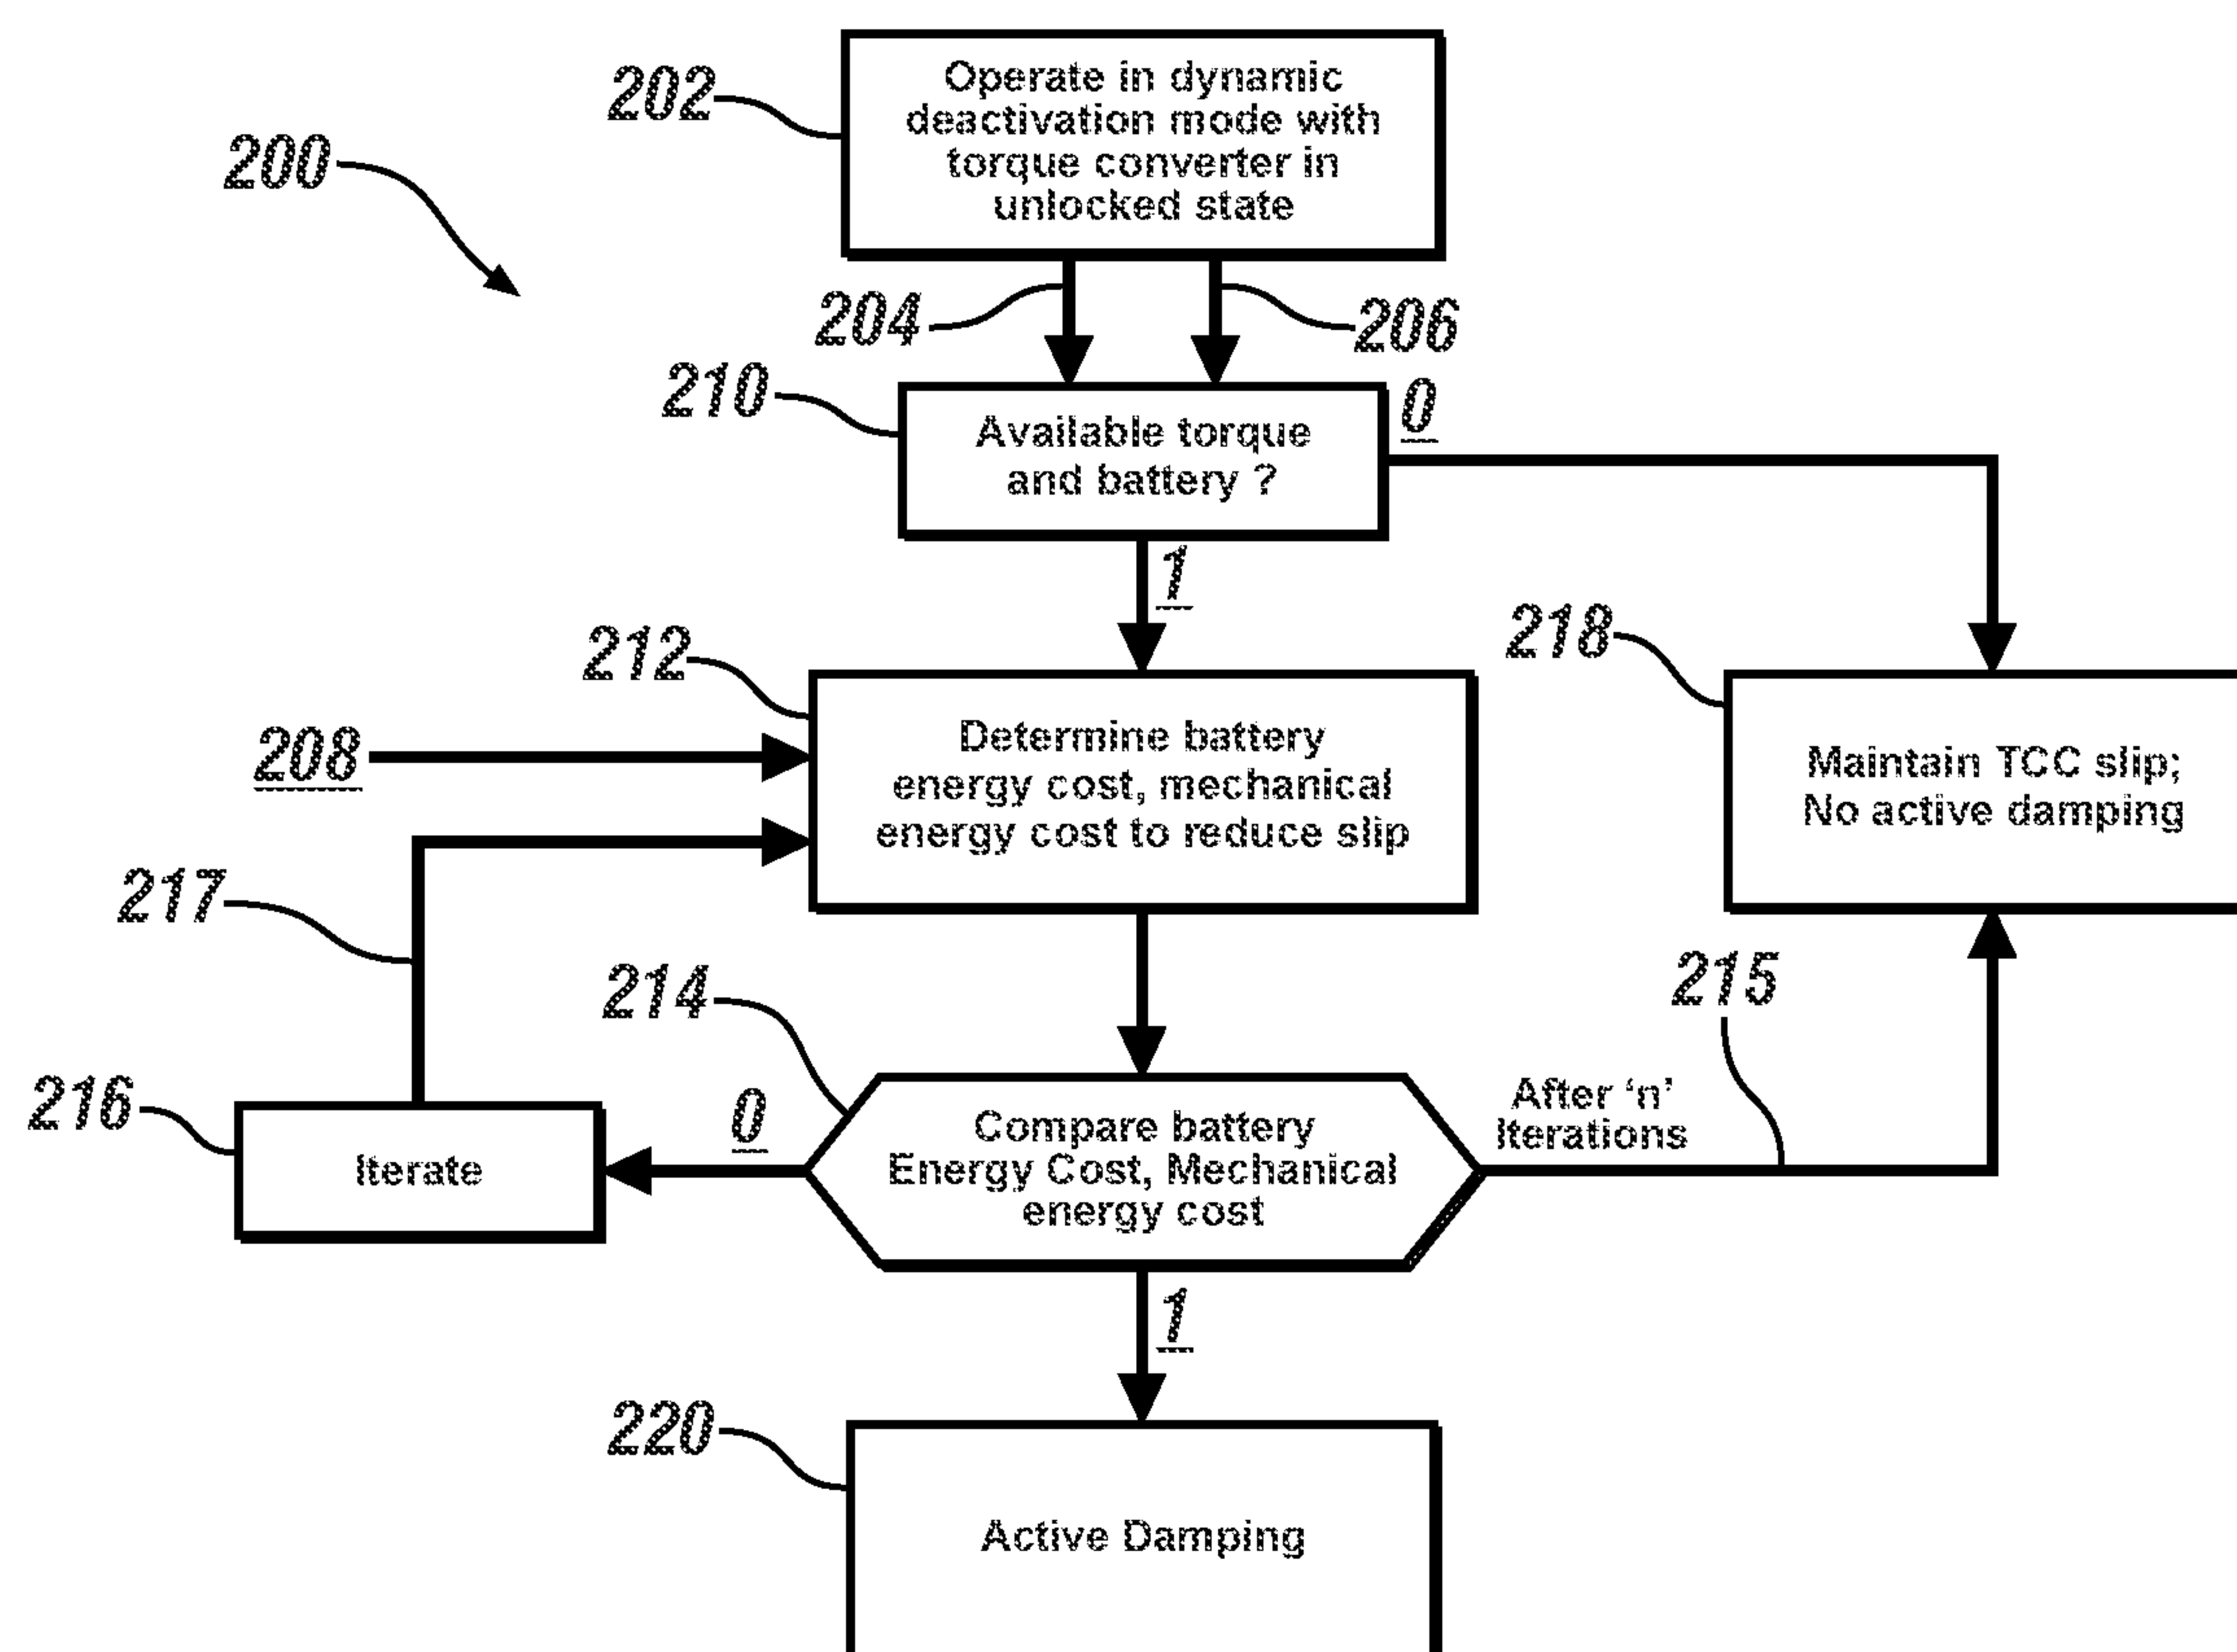 202
Operate in dynamic
deactivation mode with
torque converter in
unlocked state
200
204
206
210
Available torque
and battery ?
0
1
212
218
208
Determine battery
energy cost, mechanical
energy cost to reduce slip
Maintain TCC slip;
No active damping
217
214
215
216
Iterate
0
Compare battery
Energy Cost, Mechanical
energy cost
After ‘n’
Iterations
1
220
Active Damping